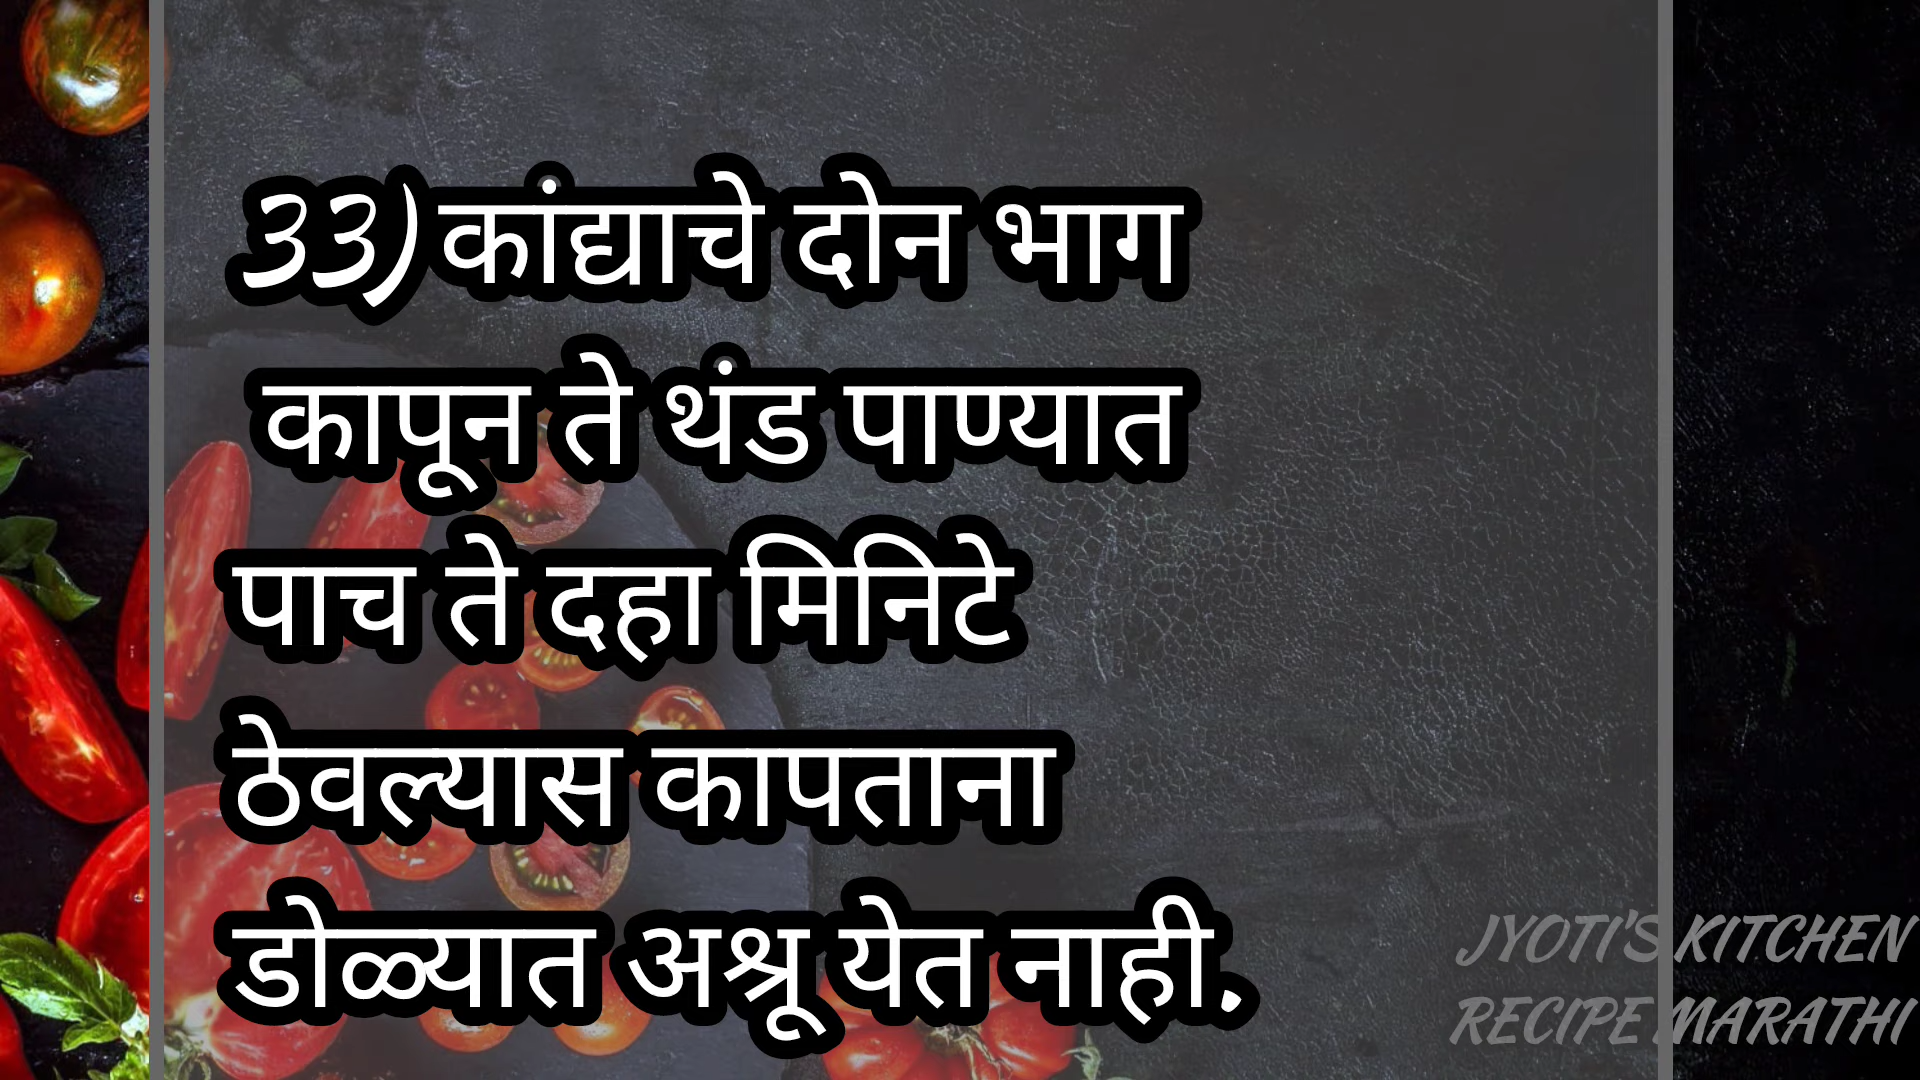 33) कांद्याचे दोन भाग
कापून ते थंड पाण्यात
पाच ते दहा मिनिटे
ठेवल्यास कापताना
डोळ्यात अश्रू येत नाही.
JYOTI'S KITCHEN
RECIPE MARATHI